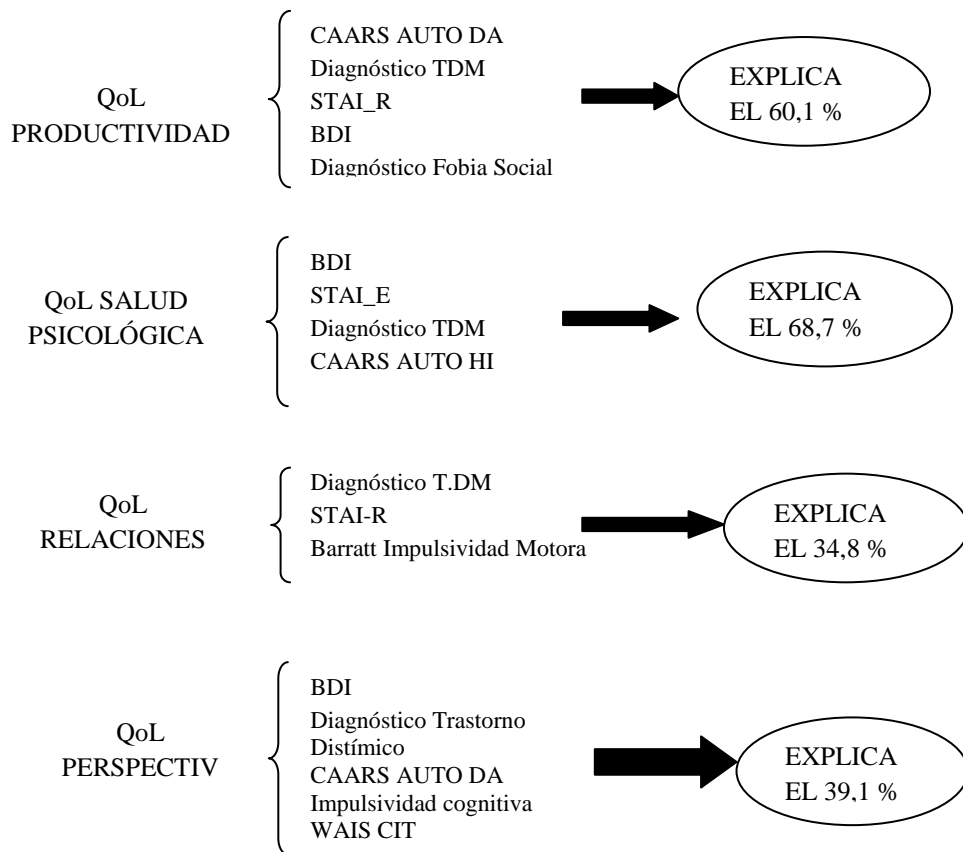 QoL
PRODUCTIVIDAD
CAARS AUTO DA
Diagnóstico TDM
STAI_R
BDI
Diagnóstico Fobia Social
EXPLICA
EL 60,1 %
QoL SALUD
PSICOLÓGICA
BDI
STAI_E
Diagnóstico TDM
CAARS AUTO HI
EXPLICA
EL 68,7 %
QoL
RELACIONES
Diagnóstico T.DM
STAI-R
Barratt Impulsividad Motora
EXPLICA
EL 34,8 %
QoL
PERSPECTIV
BDI
Diagnóstico Trastorno
Distímico
CAARS AUTO DA
Impulsividad cognitiva
WAIS CIT
EXPLICA
EL 39,1 %